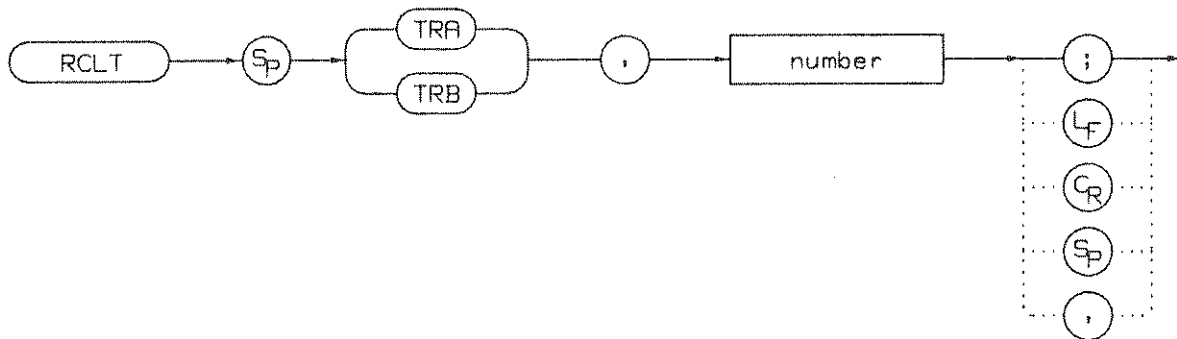 TRA
RCLT SP , number ;
TRB
LF
CR
SP
,